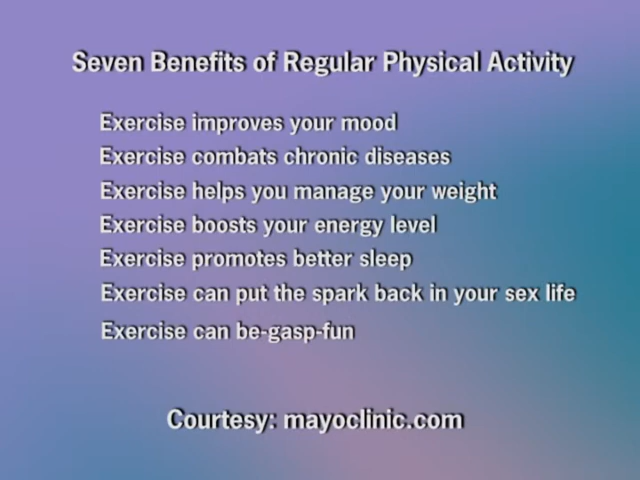 Seven Benefits of Regular Physical Activity
Exercise improves your mood
Exercise combats chronic diseases
Exercise helps you manage your weight
Exercise boosts your energy level
Exercise promotes better sleep
Exercise can put the spark back in your sex life
Exercise can be-gasp-fun
Courtesy: mayoclinic.com